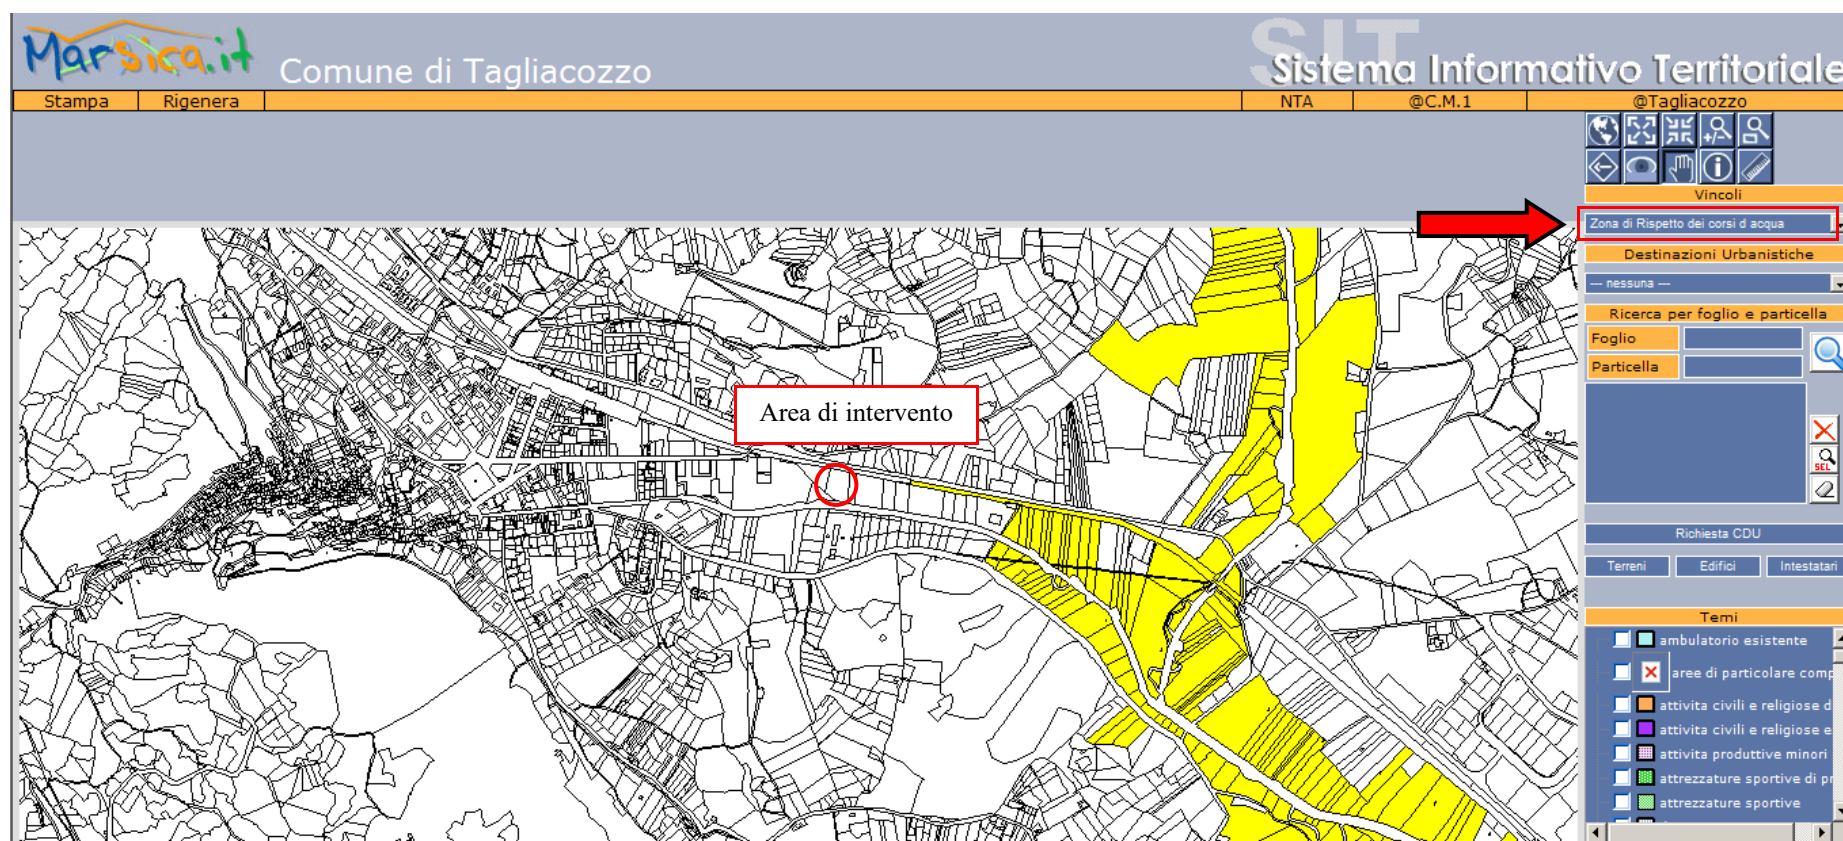 Marsica.it
Comune di Tagliacozzo
SIT
Sistema Informativo Territoriale
Stampa Rigenera NTA @C.M.1 @Tagliacozzo
Vincoli
Zona di Rispetto dei corsi d acqua
Destinazioni Urbanistiche
--- nessuna ---
Ricerca per foglio e particella
Foglio
Particella
Area di intervento
SEL
Richiesta CDU
Terreni Edifici Intestatari
Temi
ambulatorio esistente
aree di particolare comp
attivita civili e religiose d
attivita civili e religiose e
attivita produttive minori
attrezzature sportive di pr
attrezzature sportive